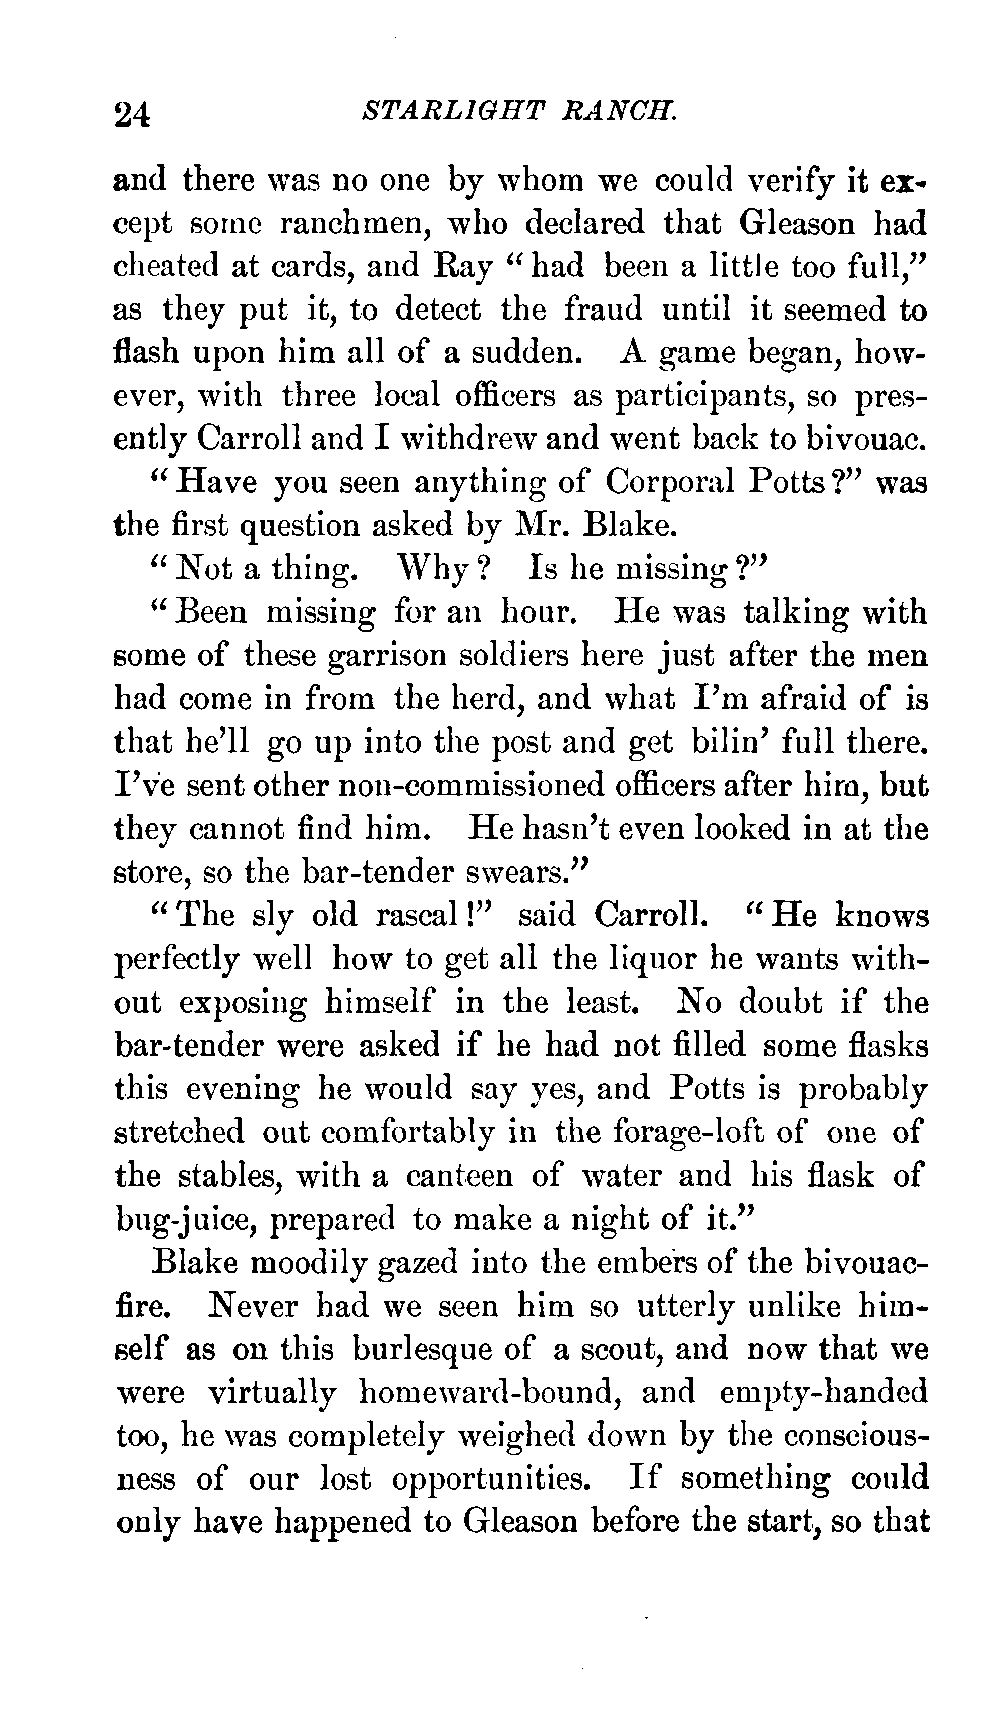 24 STARLIGHT RANCH.
and there was no one by whom we could verify it ex-
cept some ranchmen, who declared that Gleason had
cheated at cards, and Ray “ had been a little too full,”
as they put it, to detect the fraud until it seemed to
flash upon him all of a sudden. A game began, how-
ever, with three local officers as participants, so pres-
ently Carroll and I withdrew and went back to bivouac.
“ Have you seen anything of Corporal Potts ?” was
the first question asked by Mr. Blake.
“ Not a thing. Why ? Is he missing ?”
“ Been missing for an hour. He was talking with
some of these garrison soldiers here just after the men
had come in from the herd, and what I’m afraid of is
that he’ll go up into the post and get bilin’ full there.
I’ve sent other non-commissioned officers after him, but
they cannot find him. He hasn’t even looked in at the
store, so the bar-tender swears.”
“ The sly old rascal !” said Carroll. “ He knows
perfectly well how to get all the liquor he wants with-
out exposing himself in the least. No doubt if the
bar-tender were asked if he had not filled some flasks
this evening he would say yes, and Potts is probably
stretched out comfortably in the forage-loft of one of
the stables, with a canteen of water and his flask of
bug-juice, prepared to make a night of it.”
Blake moodily gazed into the embers of the bivouac-
fire. Never had we seen him so utterly unlike him-
self as on this burlesque of a scout, and now that we
were virtually homeward-bound, and empty-handed
too, he was completely weighed down by the conscious-
ness of our lost opportunities. If something could
only have happened to Gleason before the start, so that